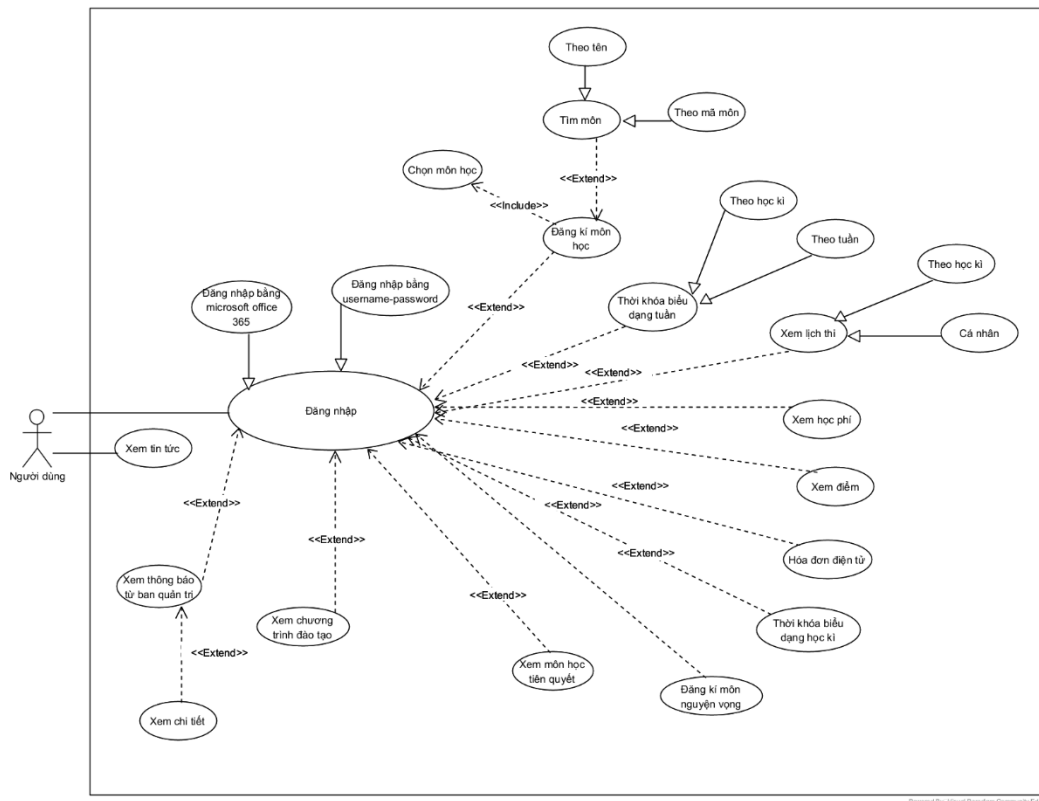 Theo tên
Tìm môn
Theo mã môn
<<Extend>>
Chọn môn học
<<Include>>
Đăng kí môn
học
Theo học kì
Theo tuần
Theo học kì
Đăng nhập bằng
microsoft office
365
Đăng nhập bằng
username-password
<<Extend>>
Thời khóa biểu
dạng tuần
Xem lịch thi
Cá nhân
<<Extend>>
<<Extend>>
Đăng nhập
<<Extend>>
Xem học phí
<<Extend>>
Xem tin tức
Người dùng
Xem điểm
<<Extend>>
<<Extend>>
<<Extend>>
<<Extend>>
<<Extend>>
Hóa đơn điện tử
Xem thông báo
từ ban quản trị
<<Extend>>
Xem chương
trình đào tạo
Thời khóa biểu
dạng học kì
<<Extend>>
Xem môn học
tiên quyết
Đăng kí môn
nguyện vọng
Xem chi tiết